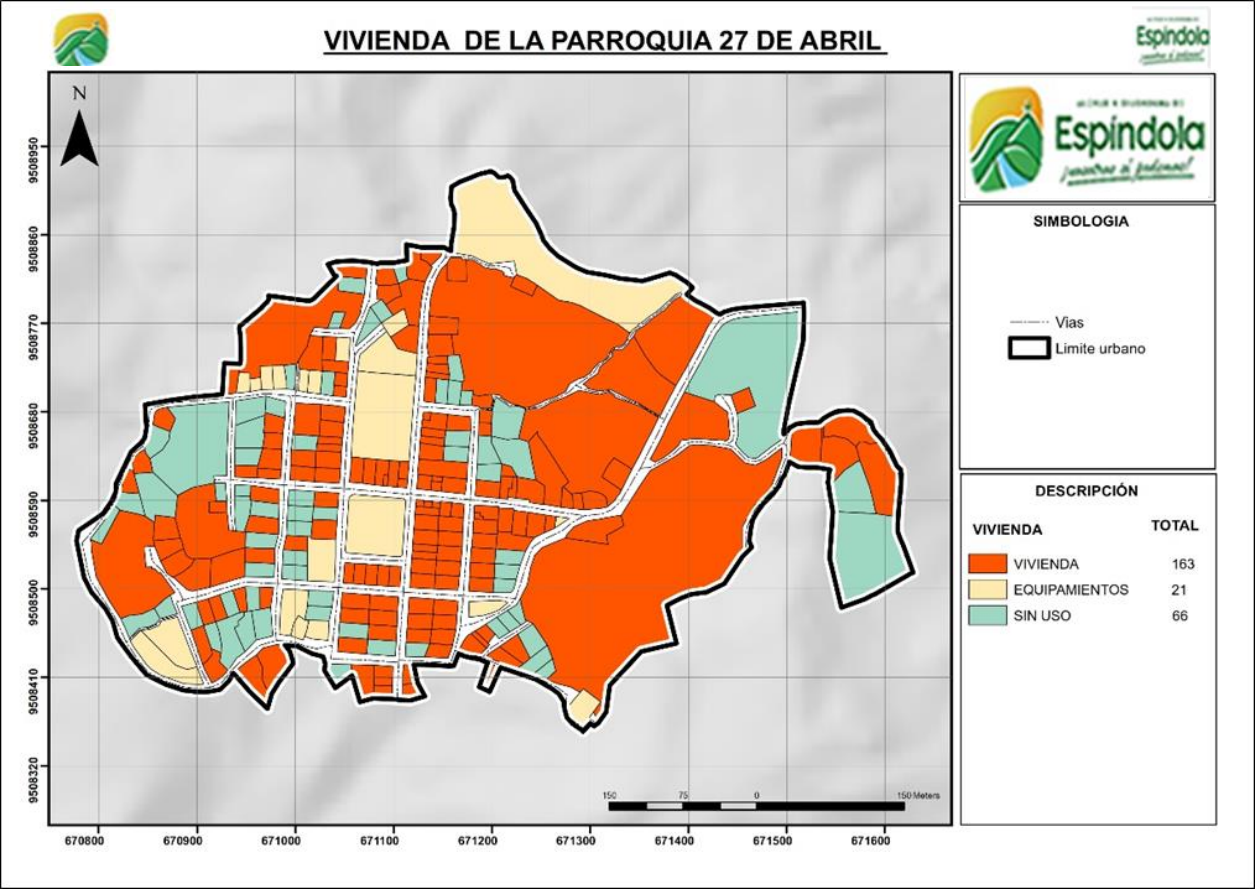 VIVIENDA DE LA PARROQUIA 27 DE ABRIL
Espíndola
N
9508950
9508860
9508770
9508680
9508590
9508500
9508410
9508320
670800
670900
671000
671100
671200
671300
671400
671500
671600
150
75
0
150 Meters
Espíndola
SIMBOLOGIA
Vias
Limite urbano
DESCRIPCIÓN
VIVIENDA TOTAL
VIVIENDA 163
EQUIPAMIENTOS 21
SIN USO 66